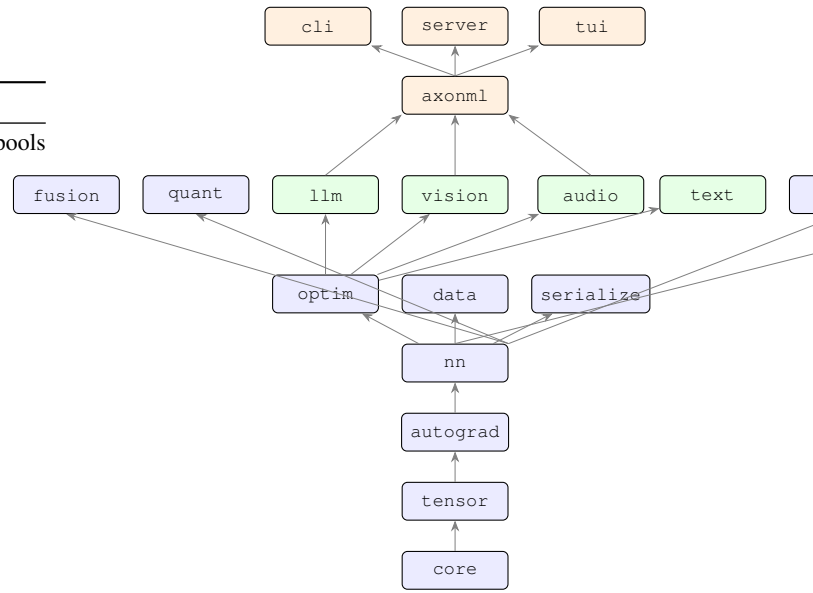 cli
server
tui
axonml
pools
fusion
quant
llm
vision
audio
text
optim
data
serialize
nn
autograd
tensor
core